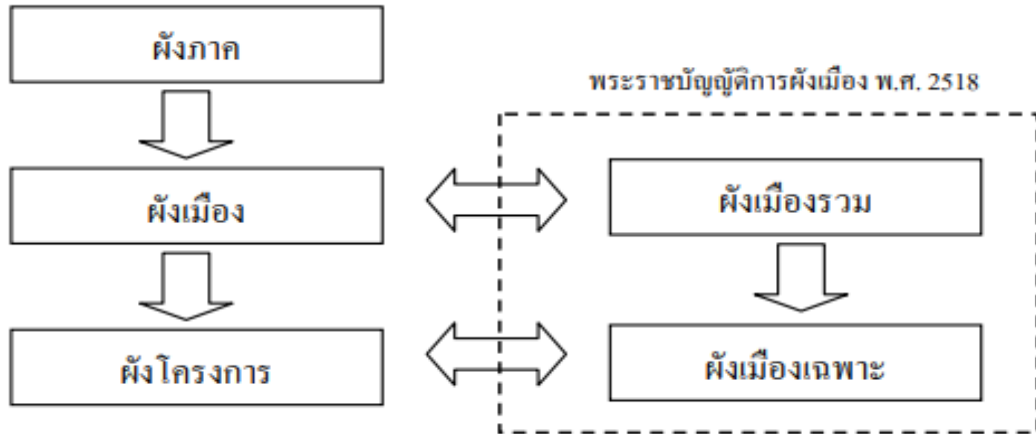 ผังภาค
พระราชบัญญัติการผังเมือง พ.ศ. 2518
ผังเมือง
ผังเมืองรวม
ผังโครงการ
ผังเมืองเฉพาะ